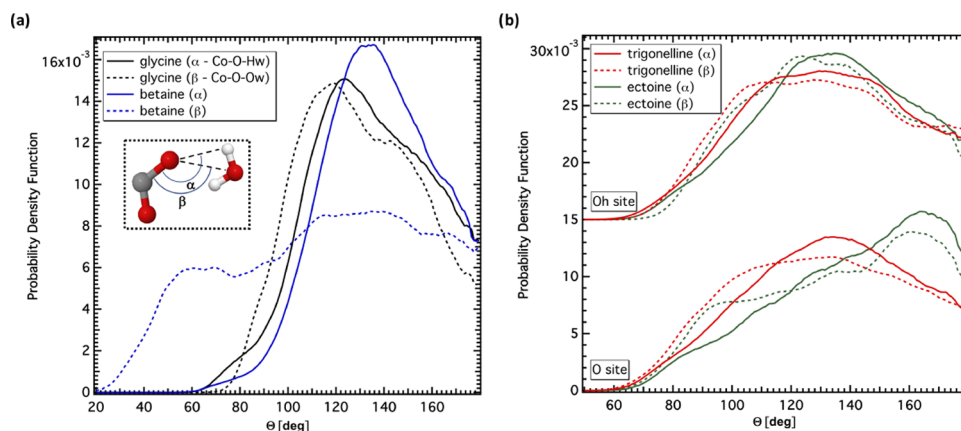 (a)
16x10⁻³
14
12
10
8
6
4
2
0
20
40
60
80
100
120
140
160
Probability Density Function
Θ [deg]
glycine (α - Co-O-Hw)
glycine (β - Co-O-Ow)
betaine (α)
betaine (β)
α
β
(b)
30x10⁻³
25
20
15
10
5
0
60
80
100
120
140
160
Probability Density Function
Θ [deg]
trigonelline (α)
trigonelline (β)
ectoine (α)
ectoine (β)
Oh site
O site